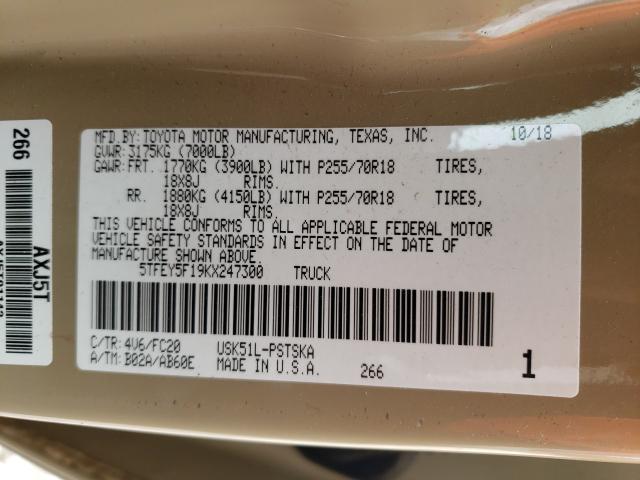 MFD.BY:TOYOTA MOTOR MANUFACTURING, TEXAS, INC. 10/18
GVWR:3175KG (7000LB)
GAWR:FRT. 1770KG (3900LB) WITH P255/70R18 TIRES,
18X8J RIMS.
RR. 1880KG (4150LB) WITH P255/70R18 TIRES,
18X8J RIMS.
THIS VEHICLE CONFORMS TO ALL APPLICABLE FEDERAL MOTOR
VEHICLE SAFETY STANDARDS IN EFFECT ON THE DATE OF
MANUFACTURE SHOWN ABOVE.
5TFEY5F19KX247300 TRUCK
C/TR: 4V6/FC20 USK51L-PSTSKA
A/TM: B02A/AB60E MADE IN U.S.A. 266 1
266
AXJ5T